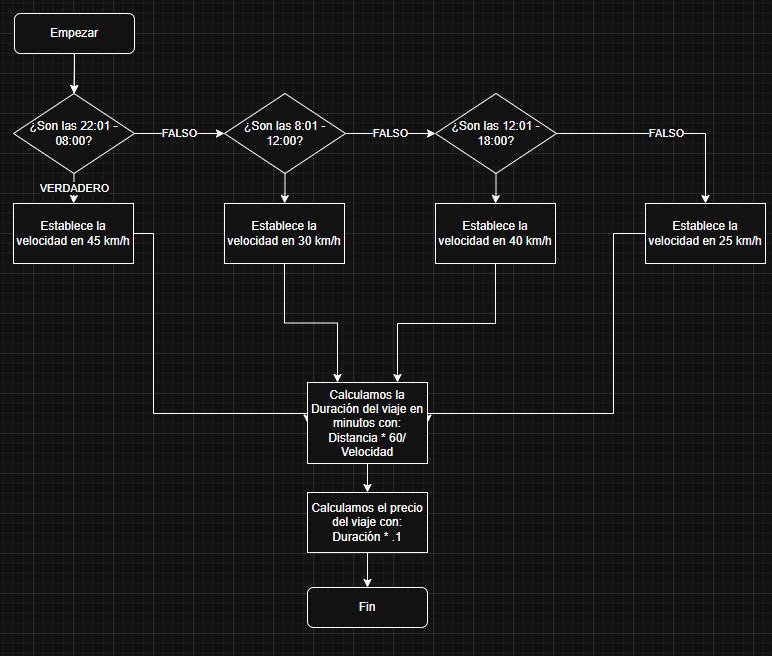 Empezar
¿Son las 22:01 -
08:00?
FALSO
¿Son las 8:01 -
12:00?
FALSO
¿Son las 12:01 -
18:00?
FALSO
VERDADERO
Establece la
velocidad en 45 km/h
Establece la
velocidad en 30 km/h
Establece la
velocidad en 40 km/h
Establece la
velocidad en 25 km/h
Calculamos la
Duración del viaje en
minutos con:
Distancia * 60/
Velocidad
Calculamos el precio
del viaje con:
Duración * .1
Fin